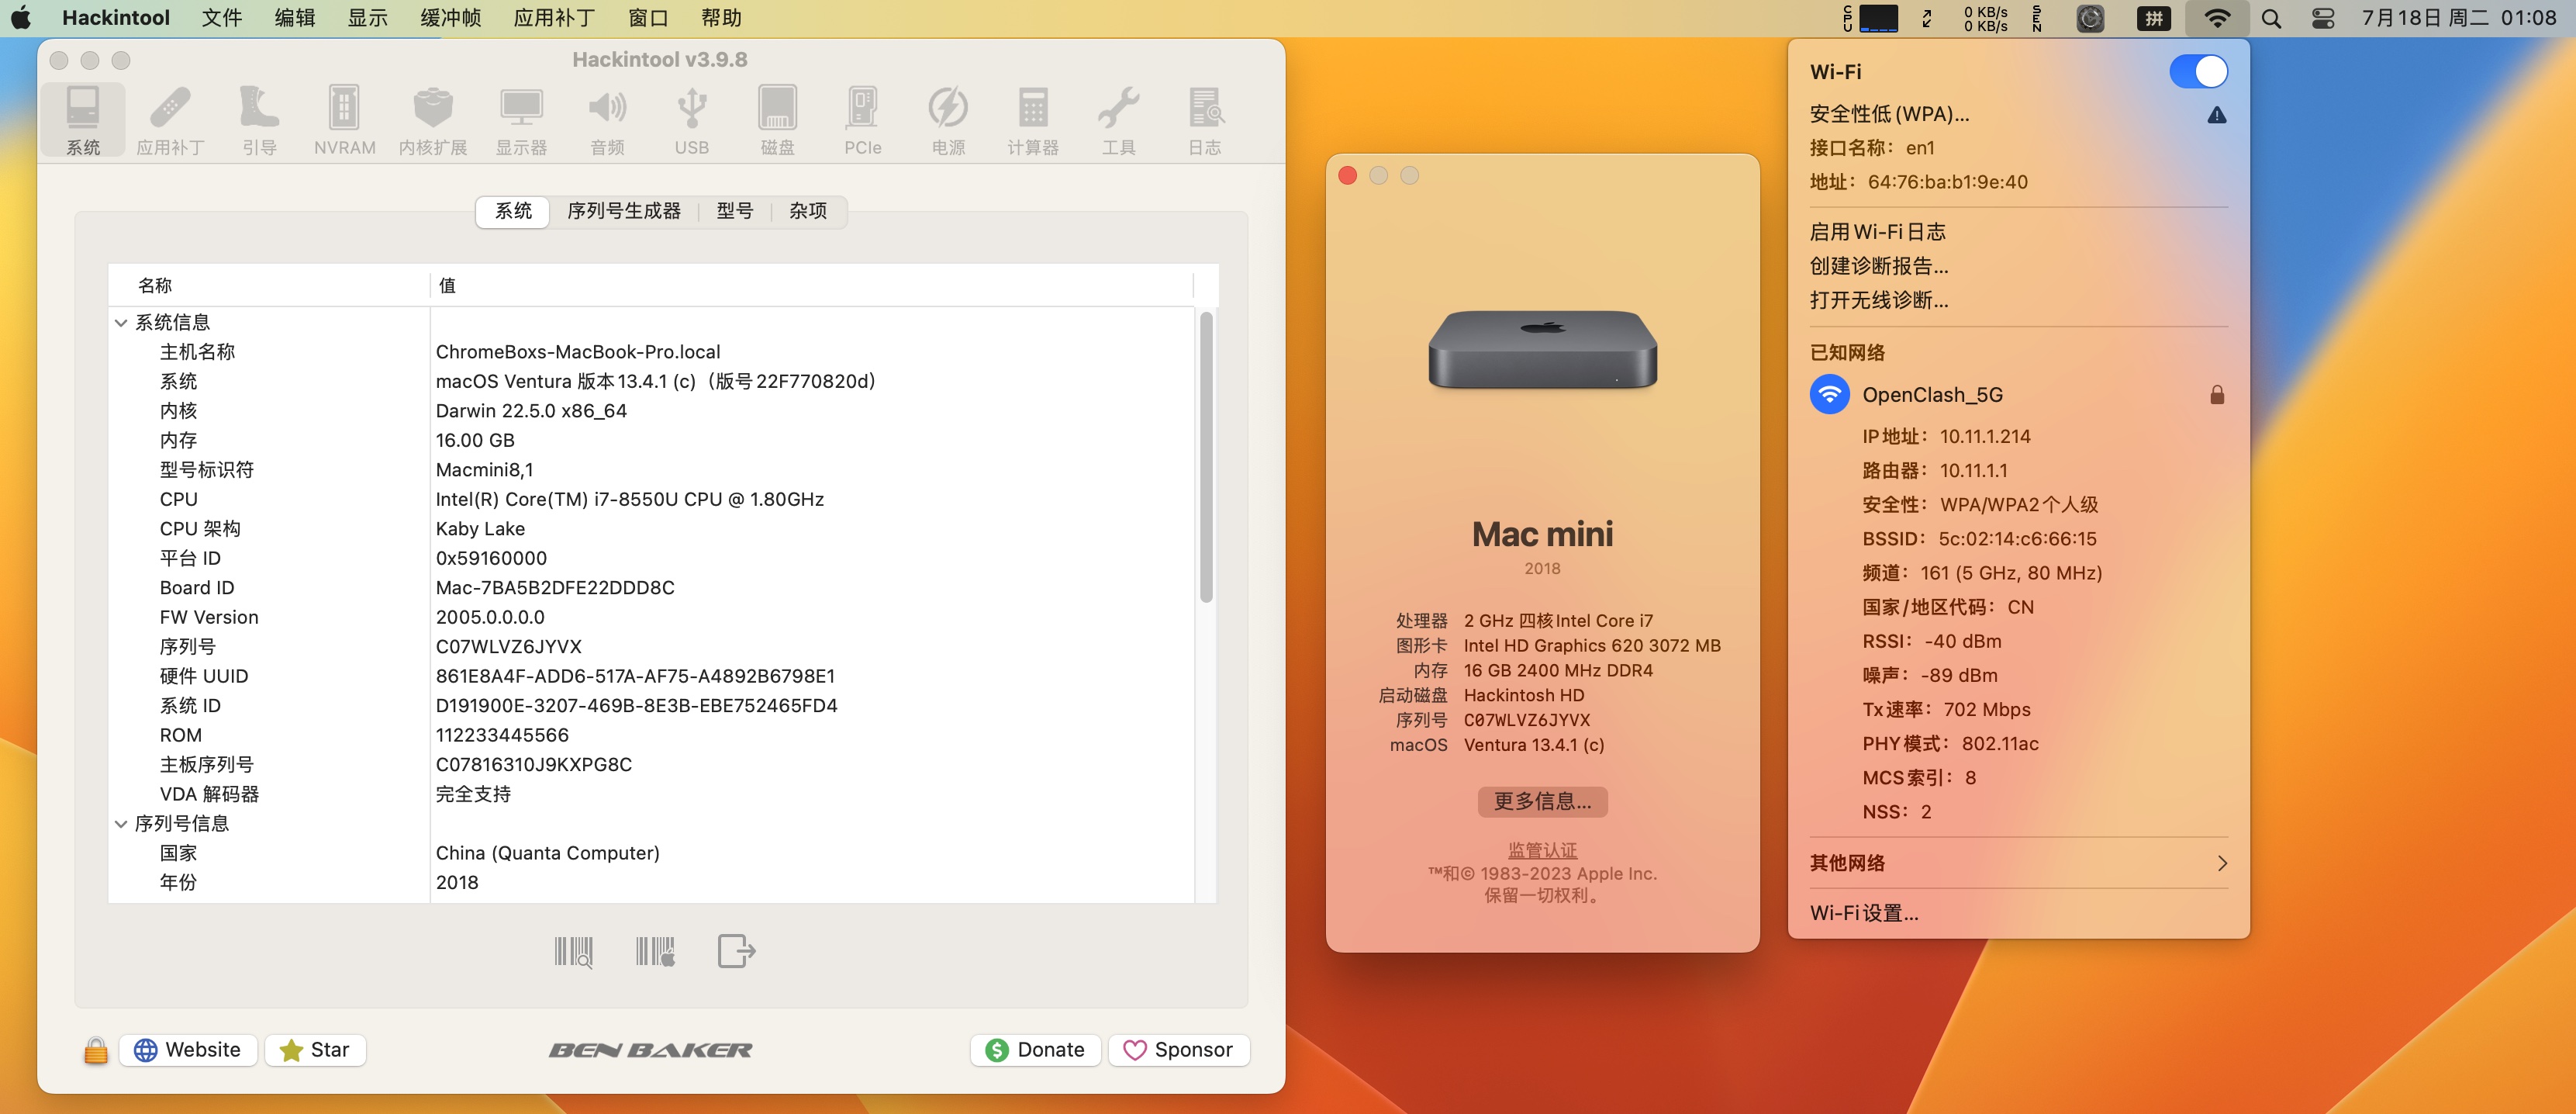 Hackintool 文件 编辑 显示 缓冲帧 应用补丁 窗口 帮助 CPU 0 KB/s 0 KB/s SEN 拼 7月18日 周二 01:08
Hackintool v3.9.8
系统 应用补丁 引导 NVRAM 内核扩展 显示器 音频 USB 磁盘 PCIe 电源 计算器 工具 日志
系统 序列号生成器 型号 杂项
名称 值
系统信息
主机名称 ChromeBoxs-MacBook-Pro.local
系统 macOS Ventura 版本 13.4.1 (c)（版号 22F770820d）
内核 Darwin 22.5.0 x86_64
内存 16.00 GB
型号标识符 Macmini8,1
CPU Intel(R) Core(TM) i7-8550U CPU @ 1.80GHz
CPU 架构 Kaby Lake
平台 ID 0x59160000
Board ID Mac-7BA5B2DFE22DDD8C
FW Version 2005.0.0.0.0
序列号 C07WLVZ6JYVX
硬件 UUID 861E8A4F-ADD6-517A-AF75-A4892B6798E1
系统 ID D191900E-3207-469B-8E3B-EBE752465FD4
ROM 112233445566
主板序列号 C07816310J9KXPG8C
VDA 解码器 完全支持
序列号信息
国家 China (Quanta Computer)
年份 2018
Website Star BEN BAKER Donate Sponsor
Mac mini
2018
处理器 2 GHz 四核Intel Core i7
图形卡 Intel HD Graphics 620 3072 MB
内存 16 GB 2400 MHz DDR4
启动磁盘 Hackintosh HD
序列号 C07WLVZ6JYVX
macOS Ventura 13.4.1 (c)
更多信息...
监管认证
™和© 1983-2023 Apple Inc.
保留一切权利。
Wi-Fi
安全性低 (WPA)...
接口名称： en1
地址： 64:76:ba:b1:9e:40
启用 Wi-Fi 日志
创建诊断报告...
打开无线诊断...
已知网络
OpenClash_5G
IP 地址： 10.11.1.214
路由器： 10.11.1.1
安全性： WPA/WPA2 个人级
BSSID： 5c:02:14:c6:66:15
频道： 161 (5 GHz, 80 MHz)
国家/地区代码： CN
RSSI： -40 dBm
噪声： -89 dBm
Tx 速率： 702 Mbps
PHY 模式： 802.11ac
MCS 索引： 8
NSS： 2
其他网络
Wi-Fi 设置...